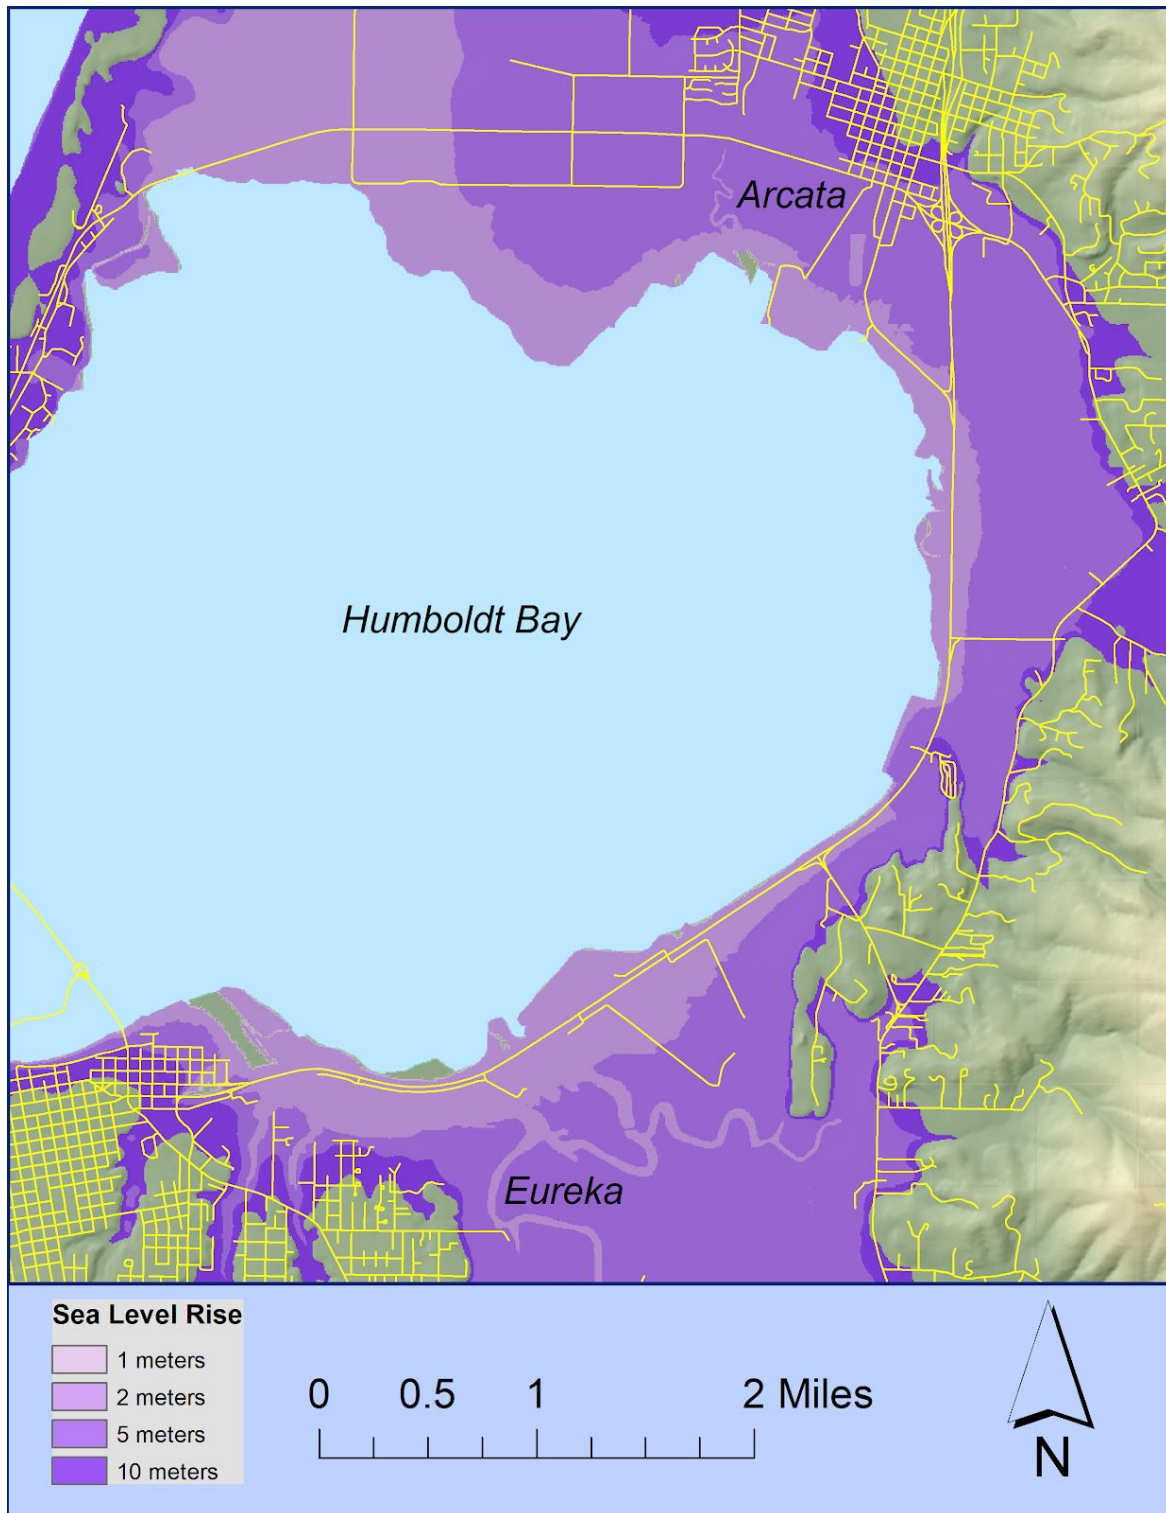 Arcata
Humboldt Bay
Eureka
Sea Level Rise
1 meters
2 meters
5 meters
10 meters
0 0.5 1 2 Miles
N